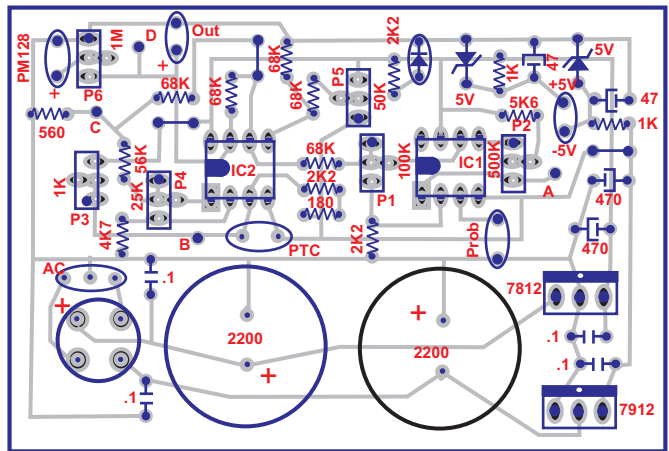 PM128
+
P6
1M
D
Out
+
68K
68K
68K
68K
P5
50K
2K2
5V
1K
47
+5V
5V
47
1K
-5V
5K6
P2
500K
A
560
C
1K
P3
56K
25K
P4
4K7
B
IC2
68K
2K2
180
PTC
P1
100K
IC1
2K2
Prob
470
470
AC
+
.1
.1
2200
+
+
2200
7812
.1
.1
7912